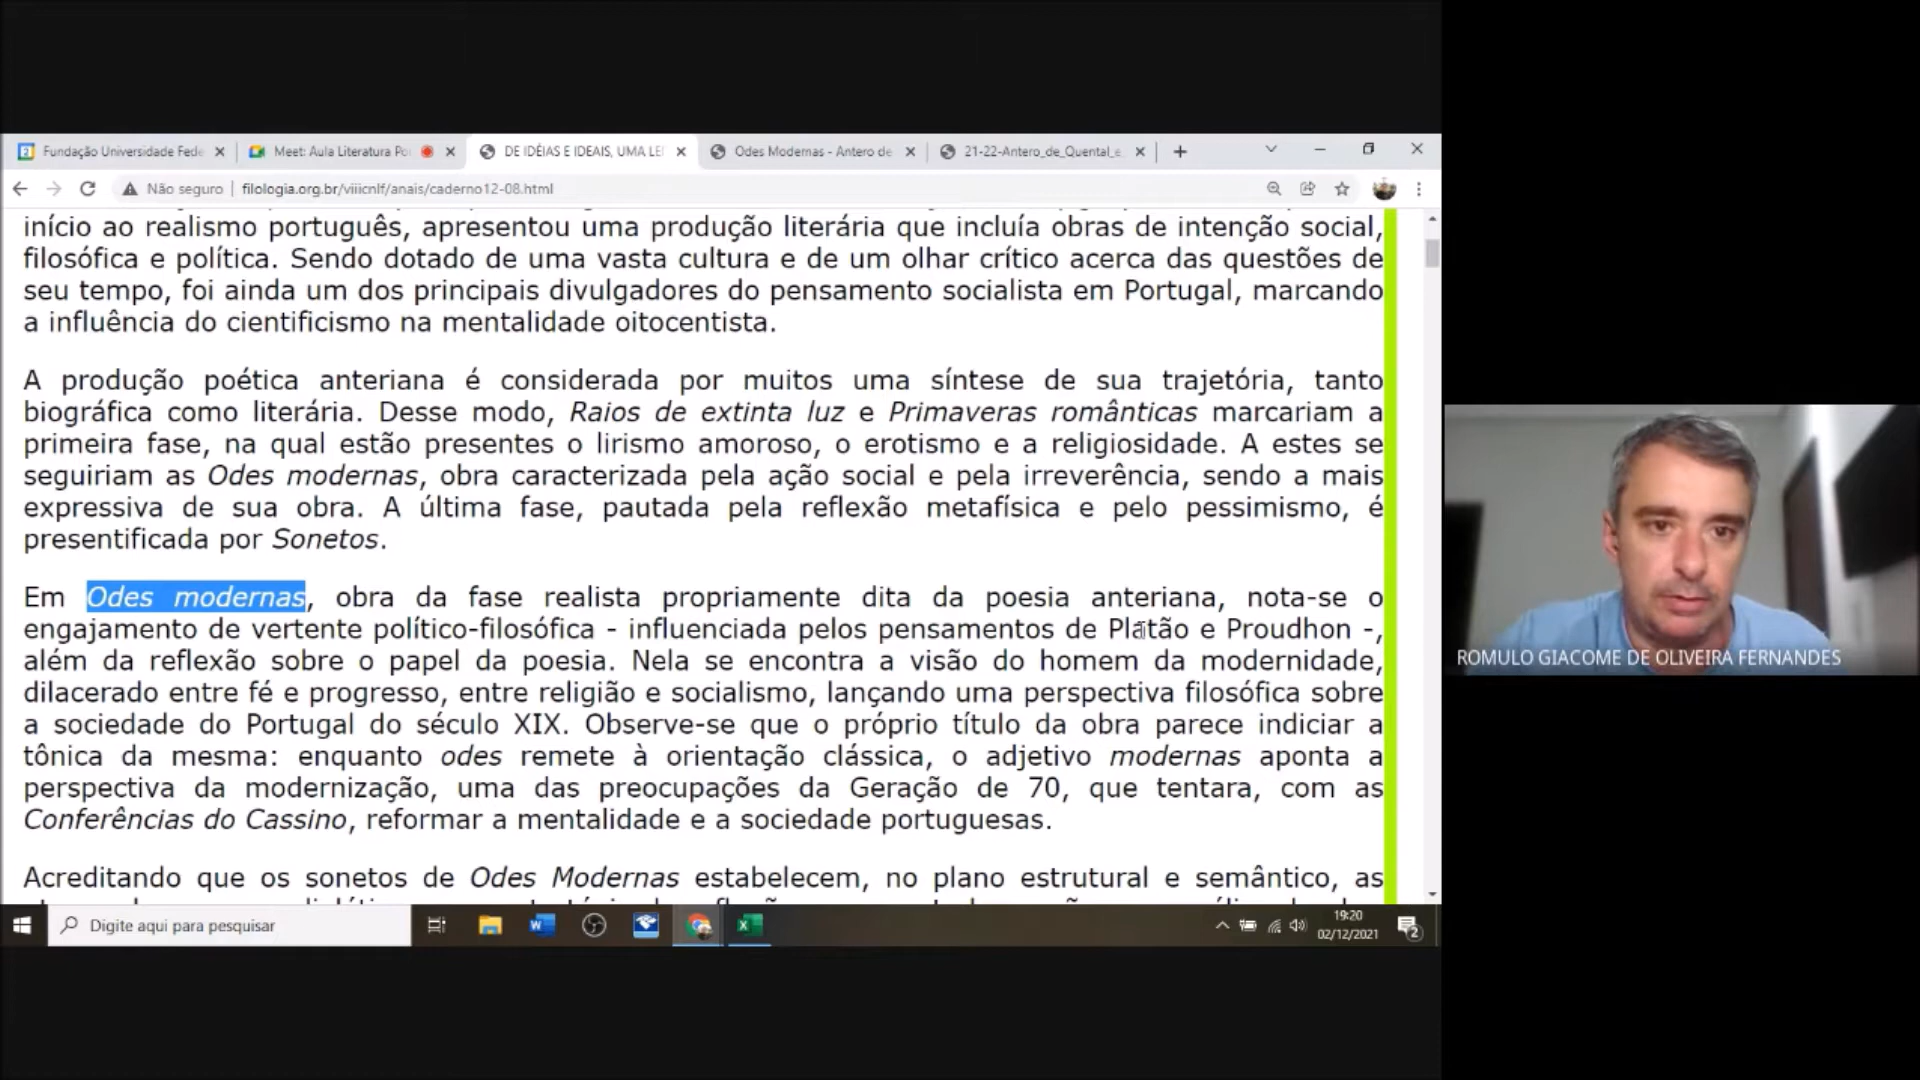 Fundação Universidade Fede
Meet: Aula Literatura Po
DE IDÉIAS E IDEAIS, UMA LEI
Odes Modernas - Antero de
21-22-Antero_de_Quental_e_
Não seguro
filologia.org.br/viiicnlf/anais/caderno12-08.html
início ao realismo português, apresentou uma produção literária que incluía obras de intenção social,
filosófica e política. Sendo dotado de uma vasta cultura e de um olhar crítico acerca das questões de
seu tempo, foi ainda um dos principais divulgadores do pensamento socialista em Portugal, marcando
a influência do cientificismo na mentalidade oitocentista.
A produção poética anteriana é considerada por muitos uma síntese de sua trajetória, tanto
biográfica como literária. Desse modo, Raios de extinta luz e Primaveras românticas marcariam a
primeira fase, na qual estão presentes o lirismo amoroso, o erotismo e a religiosidade. A estes se
seguiriam as Odes modernas, obra caracterizada pela ação social e pela irreverência, sendo a mais
expressiva de sua obra. A última fase, pautada pela reflexão metafísica e pelo pessimismo, é
presentificada por Sonetos.
Em Odes modernas, obra da fase realista propriamente dita da poesia anteriana, nota-se o
engajamento de vertente político-filosófica - influenciada pelos pensamentos de Platão e Proudhon -,
além da reflexão sobre o papel da poesia. Nela se encontra a visão do homem da modernidade,
dilacerado entre fé e progresso, entre religião e socialismo, lançando uma perspectiva filosófica sobre
a sociedade do Portugal do século XIX. Observe-se que o próprio título da obra parece indiciar a
tônica da mesma: enquanto odes remete à orientação clássica, o adjetivo modernas aponta a
perspectiva da modernização, uma das preocupações da Geração de 70, que tentara, com as
Conferências do Cassino, reformar a mentalidade e a sociedade portuguesas.
Acreditando que os sonetos de Odes Modernas estabelecem, no plano estrutural e semântico, as
Digite aqui para pesquisar
19:20
02/12/2021
2
ROMULO GIACOME DE OLIVEIRA FERNANDES